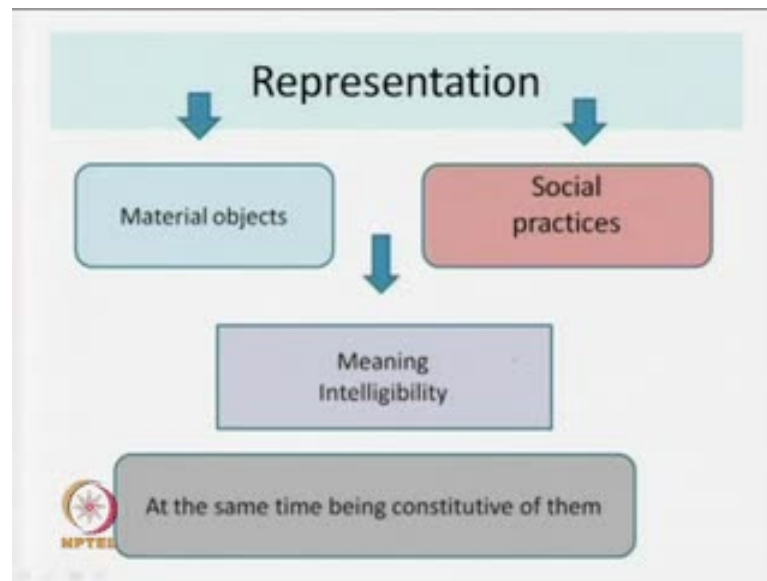 Representation
Material objects
Social
practices
Meaning
Intelligibility
At the same time being constitutive of them
NPTEL